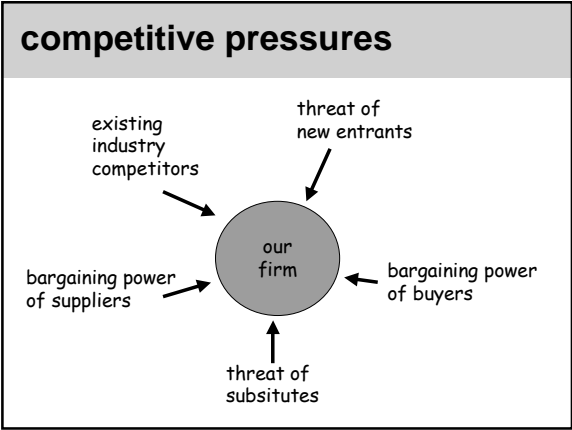 competitive pressures
threat of
new entrants
existing
industry
competitors
our
firm
bargaining power
of suppliers
bargaining power
of buyers
threat of
subsitutes